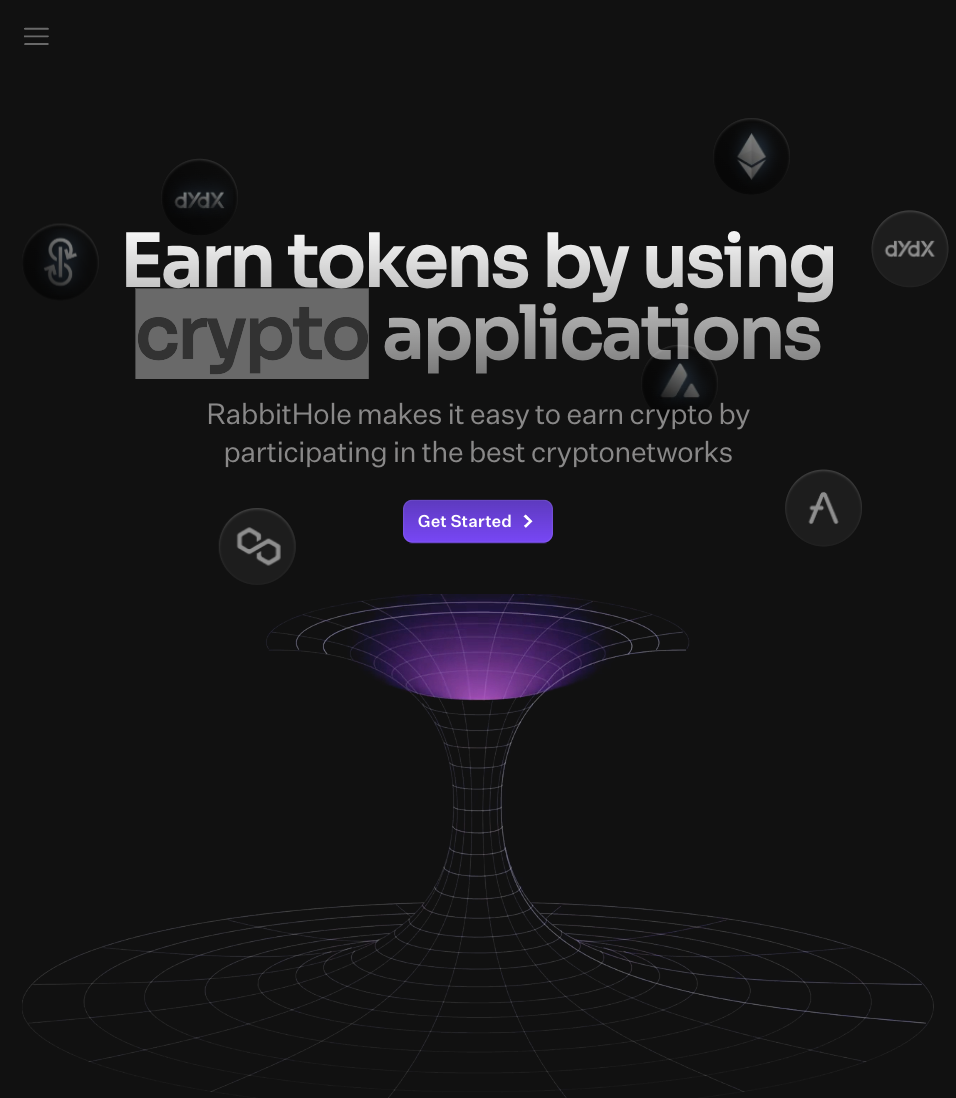 dYdX
dYdX
Earn tokens by using
crypto applications
RabbitHole makes it easy to earn crypto by
participating in the best cryptonetworks
Get Started